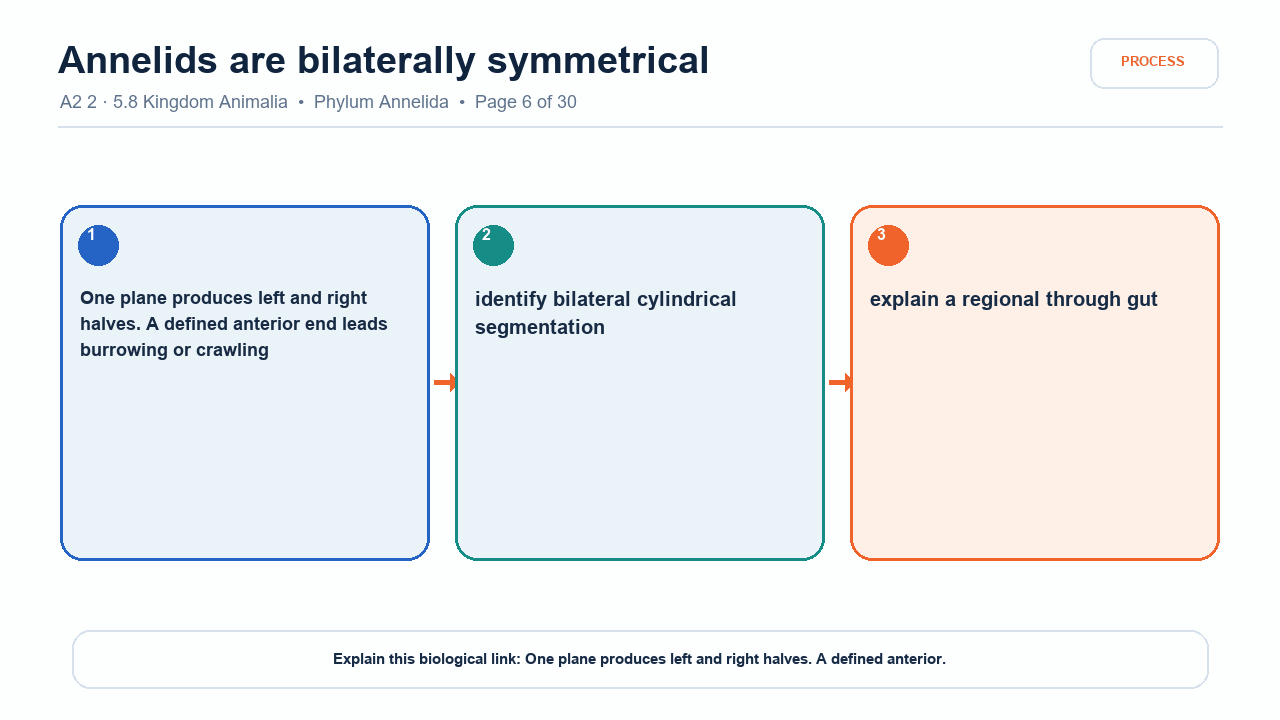 Annelids are bilaterally symmetrical
PROCESS
A2 2 · 5.8 Kingdom Animalia • Phylum Annelida • Page 6 of 30
1
One plane produces left and right
halves. A defined anterior end leads
burrowing or crawling
2
identify bilateral cylindrical
segmentation
3
explain a regional through gut
Explain this biological link: One plane produces left and right halves. A defined anterior.